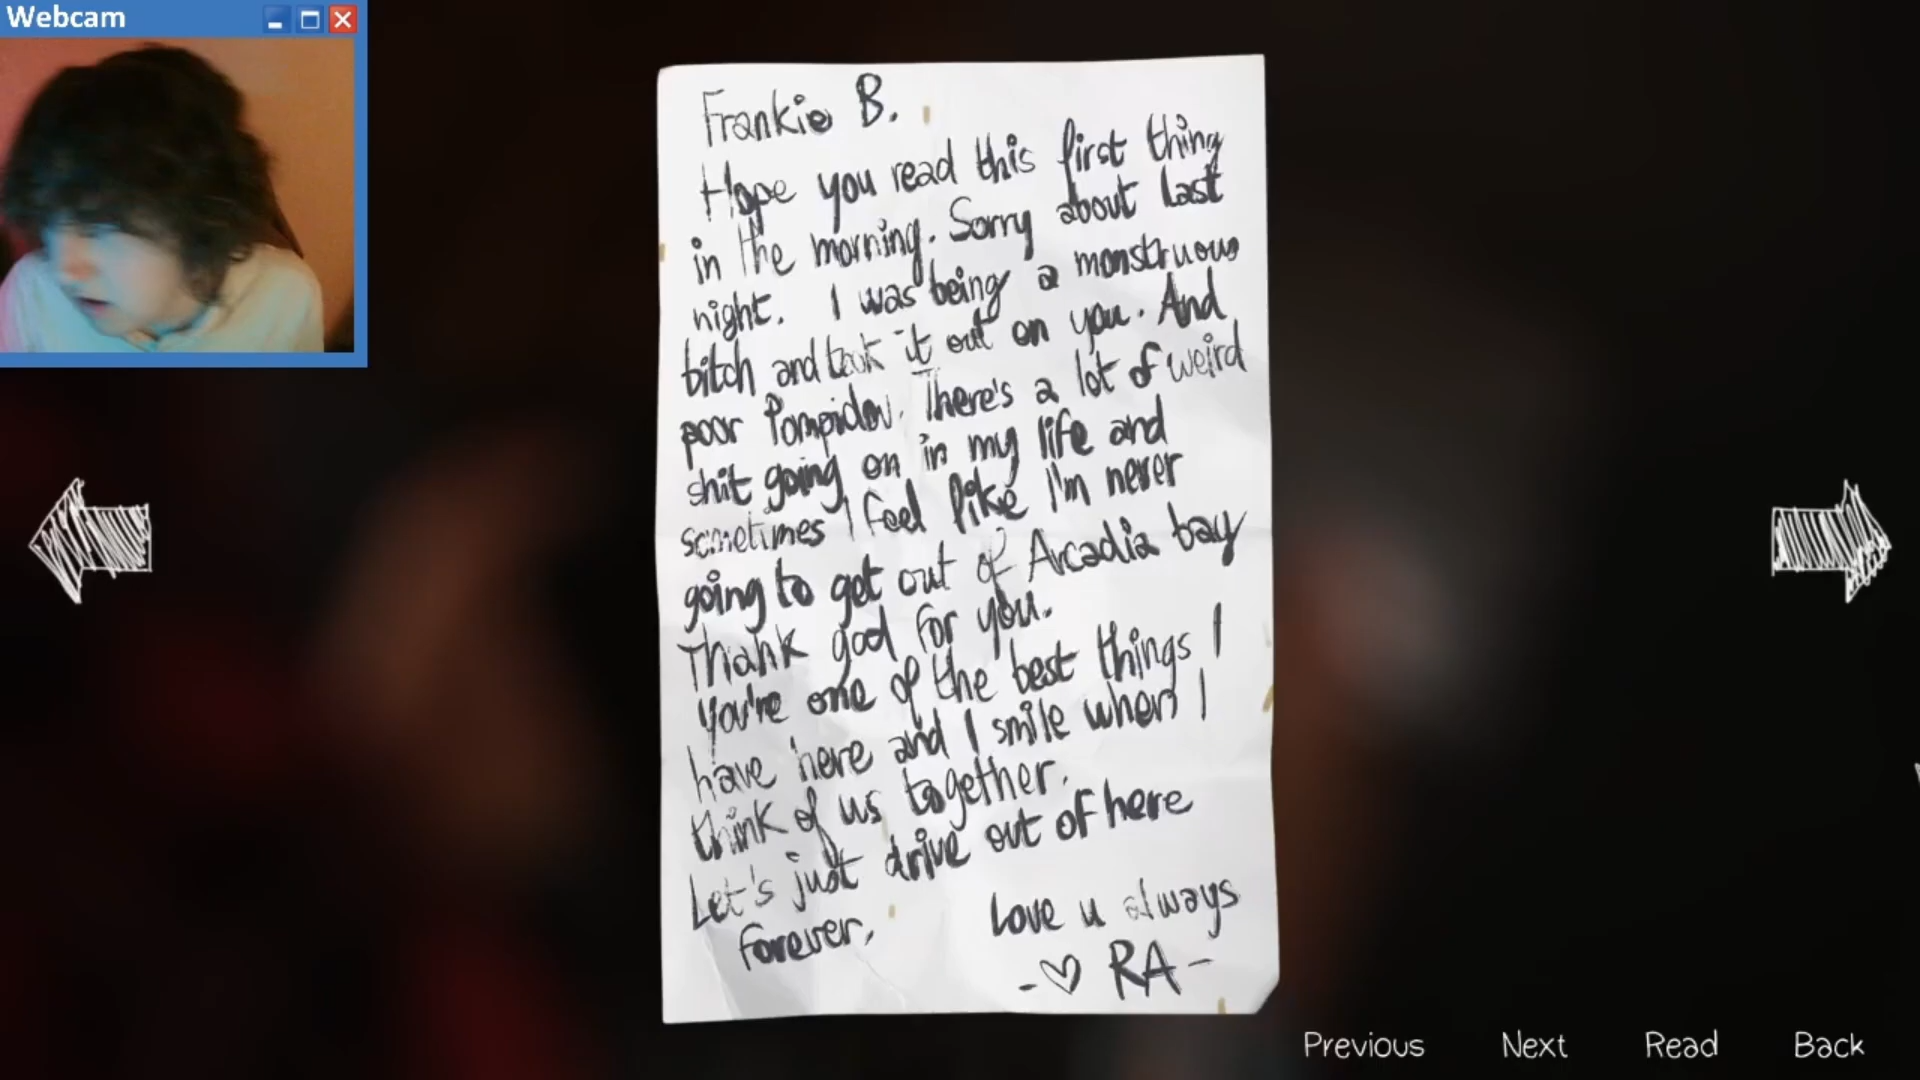 Webcam
Frankie B.
Hope you read this first thing
in the morning. Sorry about last
night. I was being a monstruous
bitch and took it out on you. And
poor Pompidou. There's a lot of weird
shit going on in my life and
sometimes I feel like I'm never
going to get out of Arcadia bay
Thank god for you.
You're one of the best things I
have here and I smile when I
think of us together.
Let's just drive out of here
forever.
Love u always
-♡ RA-
Previous Next Read Back